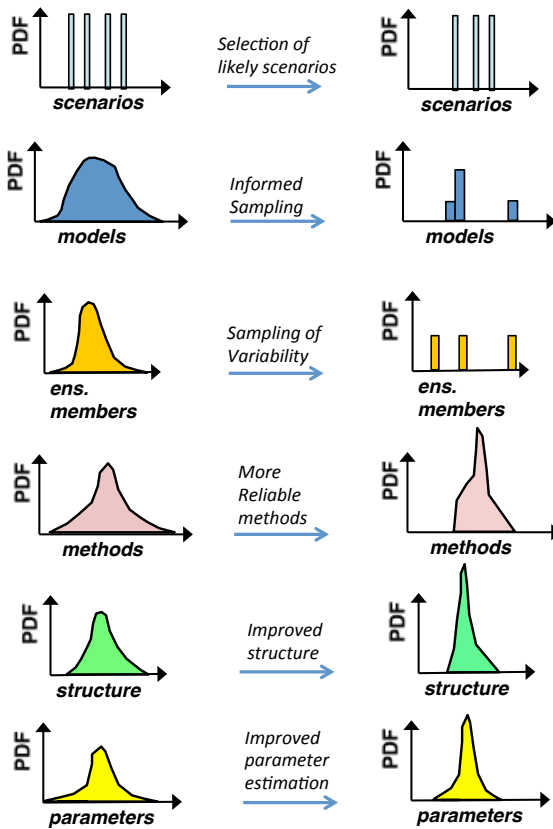 PDF
scenarios
Selection of
likely scenarios
PDF
scenarios
PDF
models
Informed
Sampling
PDF
models
PDF
ens.
members
Sampling of
Variability
PDF
ens.
members
PDF
methods
More
Reliable
methods
PDF
methods
PDF
structure
Improved
structure
PDF
structure
PDF
parameters
Improved
parameter
estimation
PDF
parameters